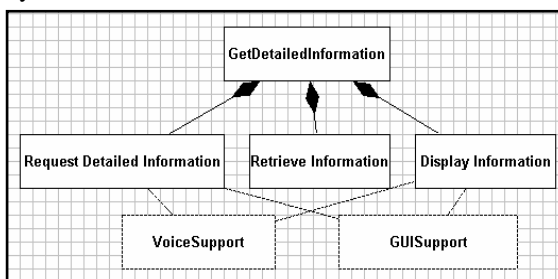 GetDetailedInformation
Request Detailed Information
Retrieve Information
Display Information
VoiceSupport
GUISupport